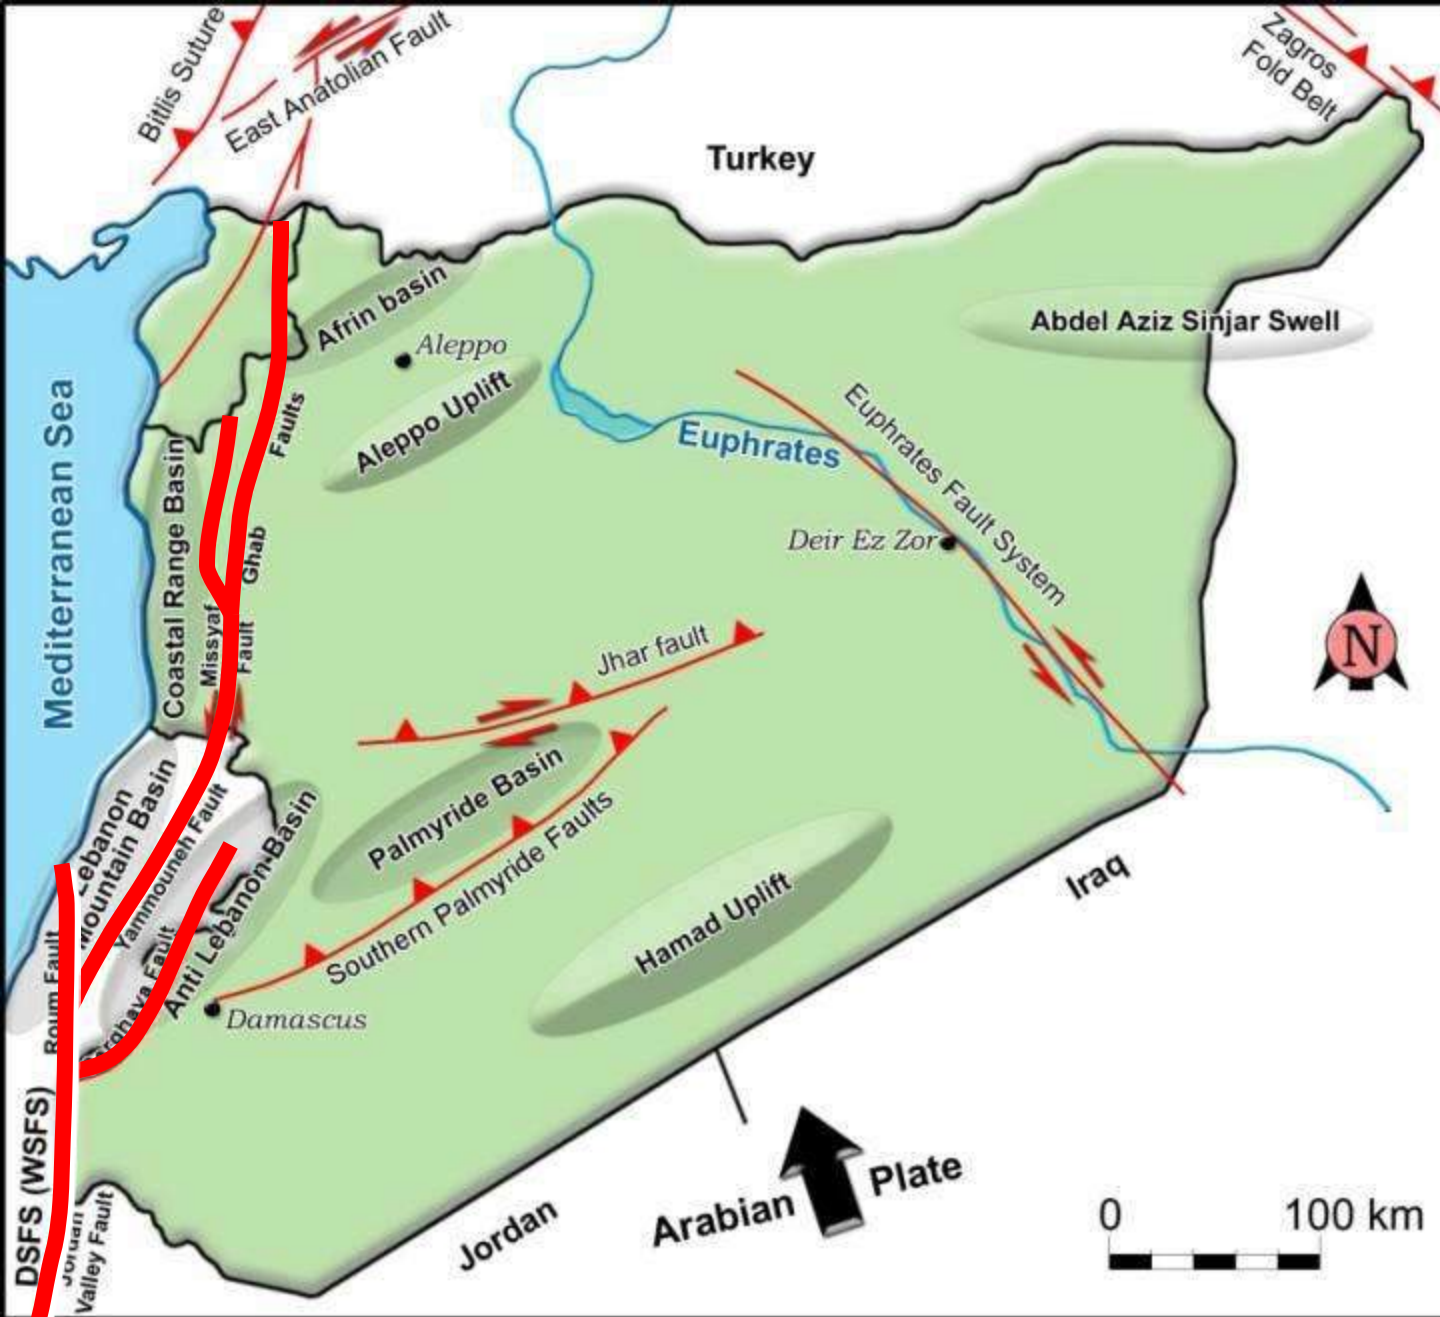 Bitlis Suture
East Anatolian Fault
Zagros
Fold Belt
Turkey
Afrin basin
Aleppo
Aleppo Uplift
Abdel Aziz Sinjar Swell
Euphrates
Euphrates Fault System
Deir Ez Zor
Mediterranean Sea
Coastal Range Basin
Faults
Ghab
Missyaf
Fault
N
Jhar fault
Palmyride Basin
Southern Palmyride Faults
Hamad Uplift
Lebanon
Mountain Basin
Yammouneh Fault
Anti Lebanon Basin
Fault
Roum Fault
Damascus
Iraq
DSFS (WSFS)
Jordan
Valley Fault
Jordan
Arabian Plate
0 100 km